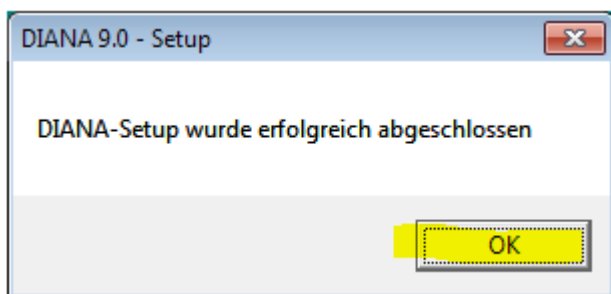 DIANA 9.0 - Setup
DIANA-Setup wurde erfolgreich abgeschlossen
OK